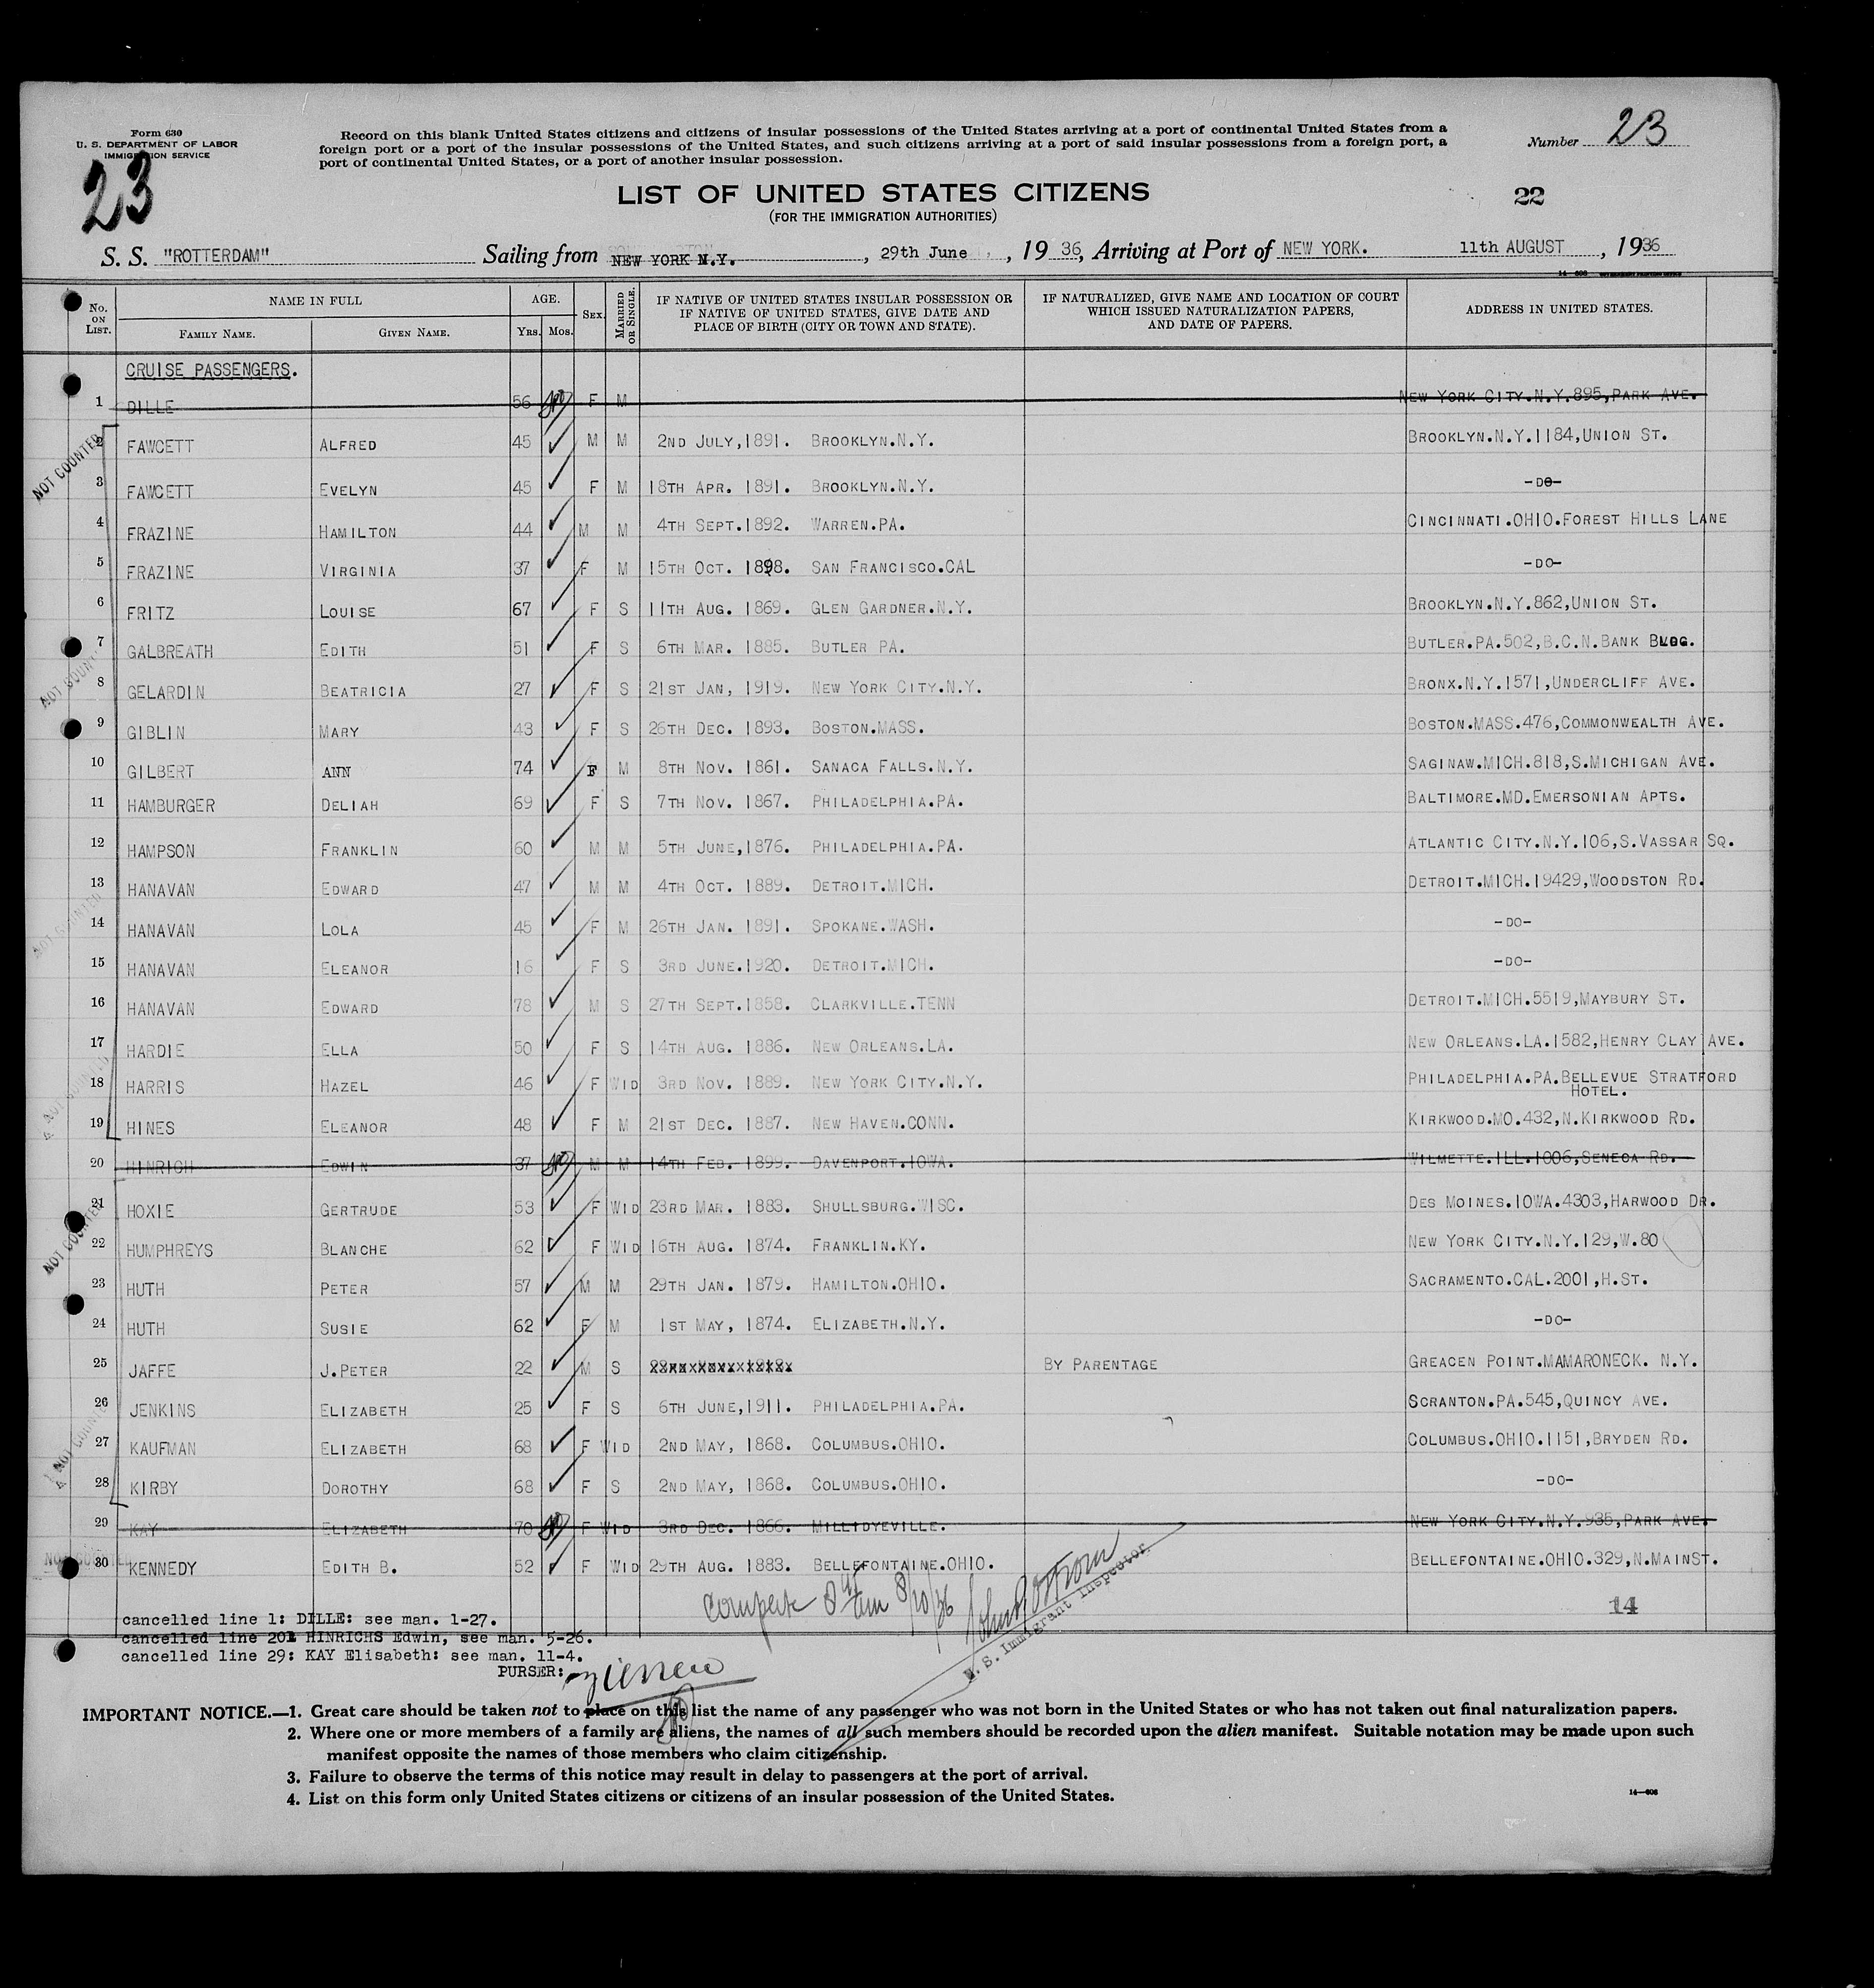 Form 630
U. S. DEPARTMENT OF LABOR
IMMIGRATION SERVICE
23
Record on this blank United States citizens and citizens of insular possessions of the United States arriving at a port of continental United States from a
foreign port or a port of the insular possessions of the United States, and such citizens arriving at a port of said insular possessions from a foreign port, a
port of continental United States, or a port of another insular possession.
Number 23
LIST OF UNITED STATES CITIZENS
(FOR THE IMMIGRATION AUTHORITIES)
22
S. S. "ROTTERDAM" Sailing from NEW YORK N.Y. , 29th June , 1936, Arriving at Port of NEW YORK. 11th AUGUST , 1936
No. ON LIST. NAME IN FULL FAMILY NAME. GIVEN NAME. AGE. YRS. MOS. SEX. MARRIED OR SINGLE. IF NATIVE OF UNITED STATES INSULAR POSSESSION OR IF NATIVE OF UNITED STATES, GIVE DATE AND PLACE OF BIRTH (CITY OR TOWN AND STATE). IF NATURALIZED, GIVE NAME AND LOCATION OF COURT WHICH ISSUED NATURALIZATION PAPERS, AND DATE OF PAPERS. ADDRESS IN UNITED STATES.
CRUISE PASSENGERS.
1 DILLE 56 F M NEW YORK CITY.N.Y.895,PARK AVE.
2 FAWCETT ALFRED 45 M M 2ND JULY,1891. BROOKLYN.N.Y. BROOKLYN.N.Y.1184,UNION ST.
NOT COUNTED
3 FAWCETT EVELYN 45 F M 18TH APR. 1891. BROOKLYN.N.Y. -DO-
4 FRAZINE HAMILTON 44 M M 4TH SEPT.1892. WARREN.PA. CINCINNATI.OHIO.FOREST HILLS LANE
5 FRAZINE VIRGINIA 37 F M 15TH OCT. 1898. SAN FRANCISCO.CAL -DO-
6 FRITZ LOUISE 67 F S 11TH AUG. 1869. GLEN GARDNER.N.Y. BROOKLYN.N.Y.862,UNION ST.
7 GALBREATH EDITH 51 F S 6TH MAR. 1885. BUTLER PA. BUTLER.PA.502,B.C.N.BANK BLDG.
NOT COUNTED
8 GELARDIN BEATRICIA 27 F S 21ST JAN, 1919. NEW YORK CITY.N.Y. BRONX.N.Y.1571,UNDERCLIFF AVE.
9 GIBLIN MARY 43 F S 26TH DEC. 1893. BOSTON.MASS. BOSTON.MASS.476,COMMONWEALTH AVE.
10 GILBERT ANN 74 F M 8TH NOV. 1861. SANACA FALLS.N.Y. SAGINAW.MICH.818,S.MICHIGAN AVE.
11 HAMBURGER DELIAH 69 F S 7TH NOV. 1867. PHILADELPHIA.PA. BALTIMORE.MD.EMERSONIAN APTS.
12 HAMPSON FRANKLIN 60 M M 5TH JUNE,1876. PHILADELPHIA.PA. ATLANTIC CITY.N.Y.106,S.VASSAR SQ.
13 HANAVAN EDWARD 47 M M 4TH OCT. 1889. DETROIT.MICH. DETROIT.MICH.19429,WOODSTON RD.
NOT COUNTED
14 HANAVAN LOLA 45 F M 26TH JAN. 1891. SPOKANE.WASH. -DO-
15 HANAVAN ELEANOR 16 F S 3RD JUNE.1920. DETROIT.MICH. -DO-
16 HANAVAN EDWARD 78 M S 27TH SEPT.1858. CLARKVILLE.TENN DETROIT.MICH.5519,MAYBURY ST.
17 HARDIE ELLA 50 F S 14TH AUG. 1886. NEW ORLEANS.LA. NEW ORLEANS.LA.1582,HENRY CLAY AVE.
NOT COUNTED
18 HARRIS HAZEL 46 F WID 3RD NOV. 1889. NEW YORK CITY.N.Y. PHILADELPHIA.PA.BELLEVUE STRATFORD
HOTEL.
19 HINES ELEANOR 48 F M 21ST DEC. 1887. NEW HAVEN.CONN. KIRKWOOD.MO.432,N.KIRKWOOD RD.
20 HINRICH EDWIN 37 M M 14TH FEB. 1899. DAVENPORT.IOWA. WILMETTE.ILL.1006,SENECA RD.
21 HOXIE GERTRUDE 53 F WID 23RD MAR. 1883. SHULLSBURG.WISC. DES MOINES.IOWA.4303,HARWOOD DR.
NOT COUNTED
22 HUMPHREYS BLANCHE 62 F WID 16TH AUG. 1874. FRANKLIN.KY. NEW YORK CITY.N.Y.129,W.80
23 HUTH PETER 57 M M 29TH JAN. 1879. HAMILTON.OHIO. SACRAMENTO.CAL.2001,H.ST.
24 HUTH SUSIE 62 F M 1ST MAY, 1874. ELIZABETH.N.Y. -DO-
25 JAFFE J.PETER 22 M S BY PARENTAGE GREACEN POINT.MAMARONECK. N.Y.
26 JENKINS ELIZABETH 25 F S 6TH JUNE,1911. PHILADELPHIA.PA. SCRANTON.PA.545,QUINCY AVE.
27 KAUFMAN ELIZABETH 68 F WID 2ND MAY, 1868. COLUMBUS.OHIO. COLUMBUS.OHIO.1151,BRYDEN RD.
NOT COUNTED
28 KIRBY DOROTHY 68 F S 2ND MAY, 1868. COLUMBUS.OHIO. -DO-
29 KAY ELIZABETH 70 F WID 3RD DEC. 1866. MILLIDYEVILLE. NEW YORK CITY.N.Y.935,PARK AVE.
30 KENNEDY EDITH B. 52 F WID 29TH AUG. 1883. BELLEFONTAINE.OHIO. BELLEFONTAINE.OHIO.329,N.MAINST.
8/10/36
U. S. Immigrant Inspector.
14
cancelled line 1: DILLE: see man. 1-27.
cancelled line 20: HINRICHS Edwin, see man. 5-26.
cancelled line 29: KAY Elisabeth: see man. 11-4.
PURSER:
IMPORTANT NOTICE.—1. Great care should be taken not to place on this list the name of any passenger who was not born in the United States or who has not taken out final naturalization papers.
2. Where one or more members of a family are aliens, the names of all such members should be recorded upon the alien manifest. Suitable notation may be made upon such
manifest opposite the names of those members who claim citizenship.
3. Failure to observe the terms of this notice may result in delay to passengers at the port of arrival.
4. List on this form only United States citizens or citizens of an insular possession of the United States.
14—608